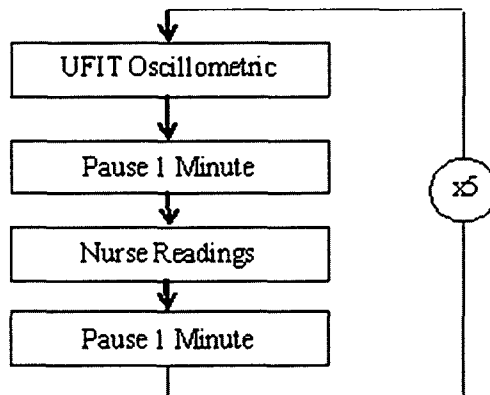 UFIT Oscillometric
Pause 1 Minute
x5
Nurse Readings
Pause 1 Minute